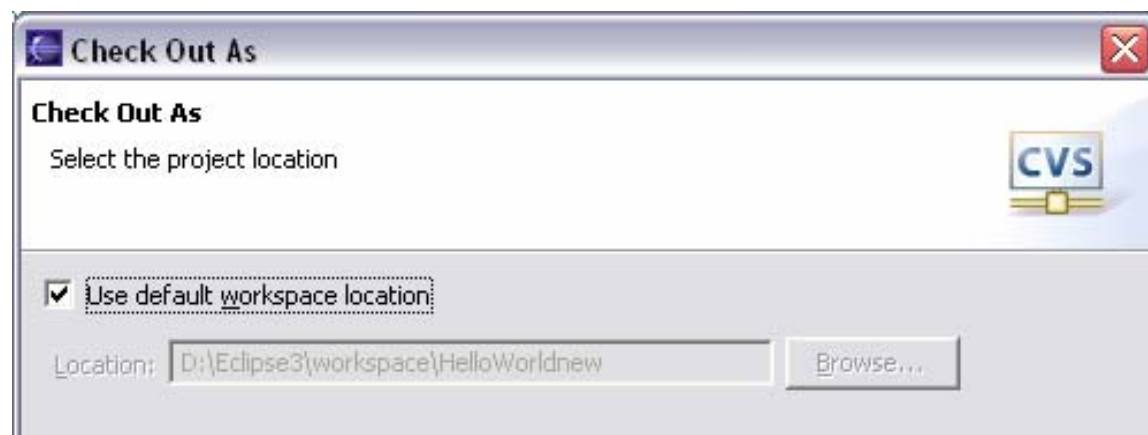 Check Out As
Check Out As
Select the project location
CVS
Use default workspace location
Location: D:\Eclipse3\workspace\HelloWorldnew Browse...